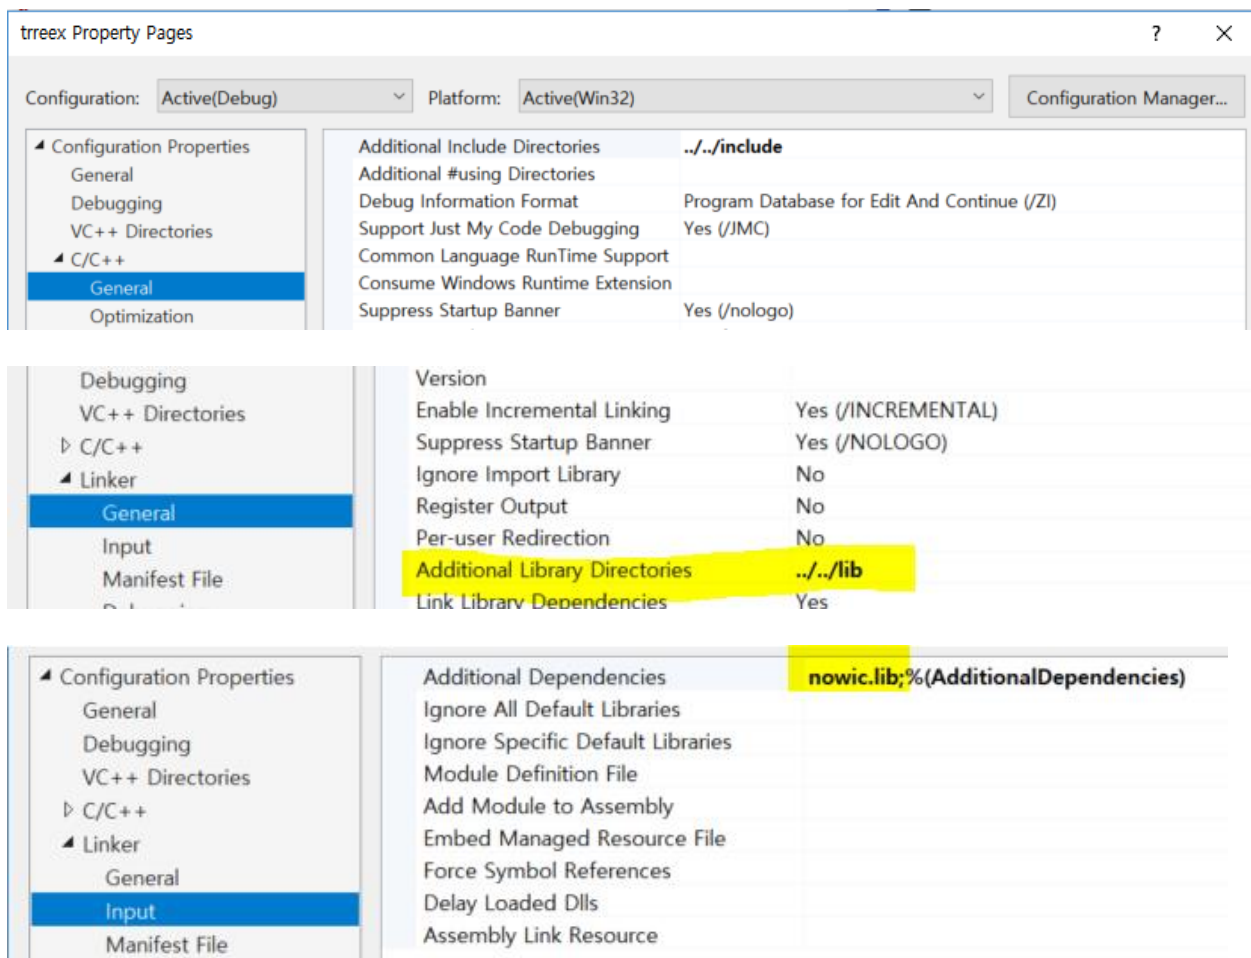 trreex Property Pages ? ×
Configuration: Active(Debug) Platform: Active(Win32) Configuration Manager...
Configuration Properties
General
Debugging
VC++ Directories
C/C++
General
Optimization
Additional Include Directories ../../include
Additional #using Directories
Debug Information Format Program Database for Edit And Continue (/ZI)
Support Just My Code Debugging Yes (/JMC)
Common Language RunTime Support
Consume Windows Runtime Extension
Suppress Startup Banner Yes (/nologo)
Debugging
VC++ Directories
C/C++
Linker
General
Input
Manifest File
Version
Enable Incremental Linking Yes (/INCREMENTAL)
Suppress Startup Banner Yes (/NOLOGO)
Ignore Import Library No
Register Output No
Per-user Redirection No
Additional Library Directories ../../lib
Link Library Dependencies Yes
Configuration Properties
General
Debugging
VC++ Directories
C/C++
Linker
General
Input
Manifest File
Additional Dependencies nowic.lib;%(AdditionalDependencies)
Ignore All Default Libraries
Ignore Specific Default Libraries
Module Definition File
Add Module to Assembly
Embed Managed Resource File
Force Symbol References
Delay Loaded Dlls
Assembly Link Resource